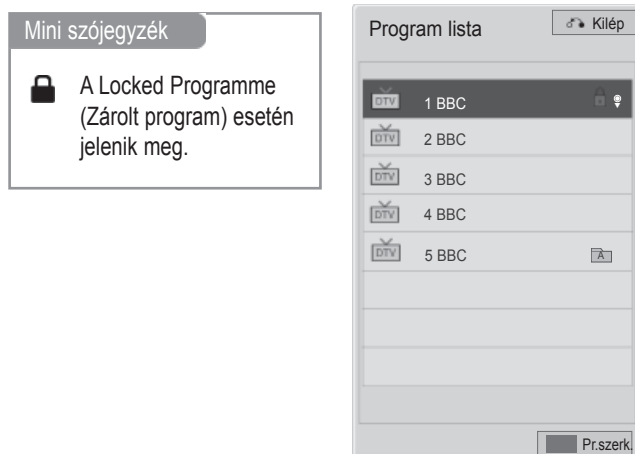 Mini szójegyzék
A Locked Programme
(Zárolt program) esetén
jelenik meg.
Program lista
Kilép
DTV 1 BBC
DTV 2 BBC
DTV 3 BBC
DTV 4 BBC
DTV 5 BBC A
Pr.szerk.